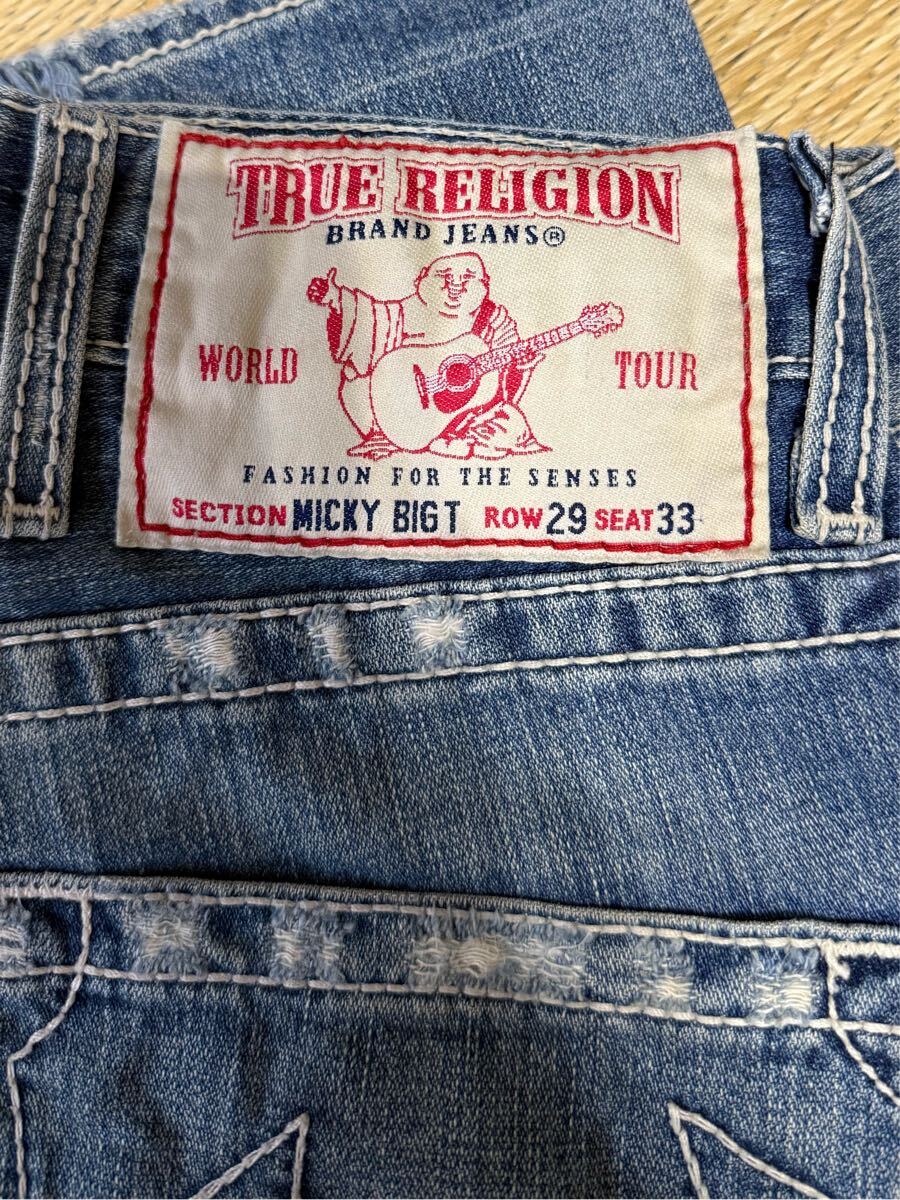 TRUE RELIGION
BRAND JEANS®
WORLD TOUR
FASHION FOR THE SENSES
SECTION MICKY BIG T ROW 29 SEAT 33